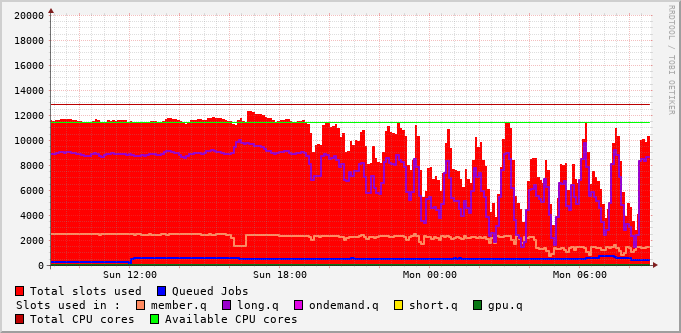 20000
18000
16000
14000
12000
10000
8000
6000
4000
2000
0
Sun 12:00 Sun 18:00 Mon 00:00 Mon 06:00
RRDTOOL / TOBI OETIKER
Total slots used Queued Jobs
Slots used in : member.q long.q ondemand.q short.q gpu.q
Total CPU cores Available CPU cores